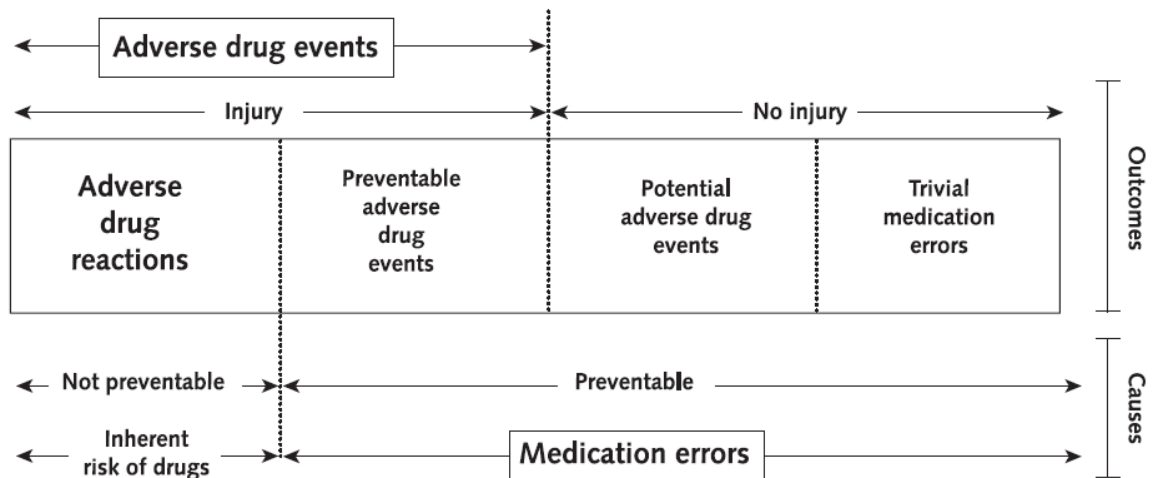 Adverse drug events
Injury
No injury
Adverse
drug
reactions
Preventable
adverse
drug
events
Potential
adverse drug
events
Trivial
medication
errors
Outcomes
Not preventable
Preventable
Inherent
risk of drugs
Medication errors
Causes